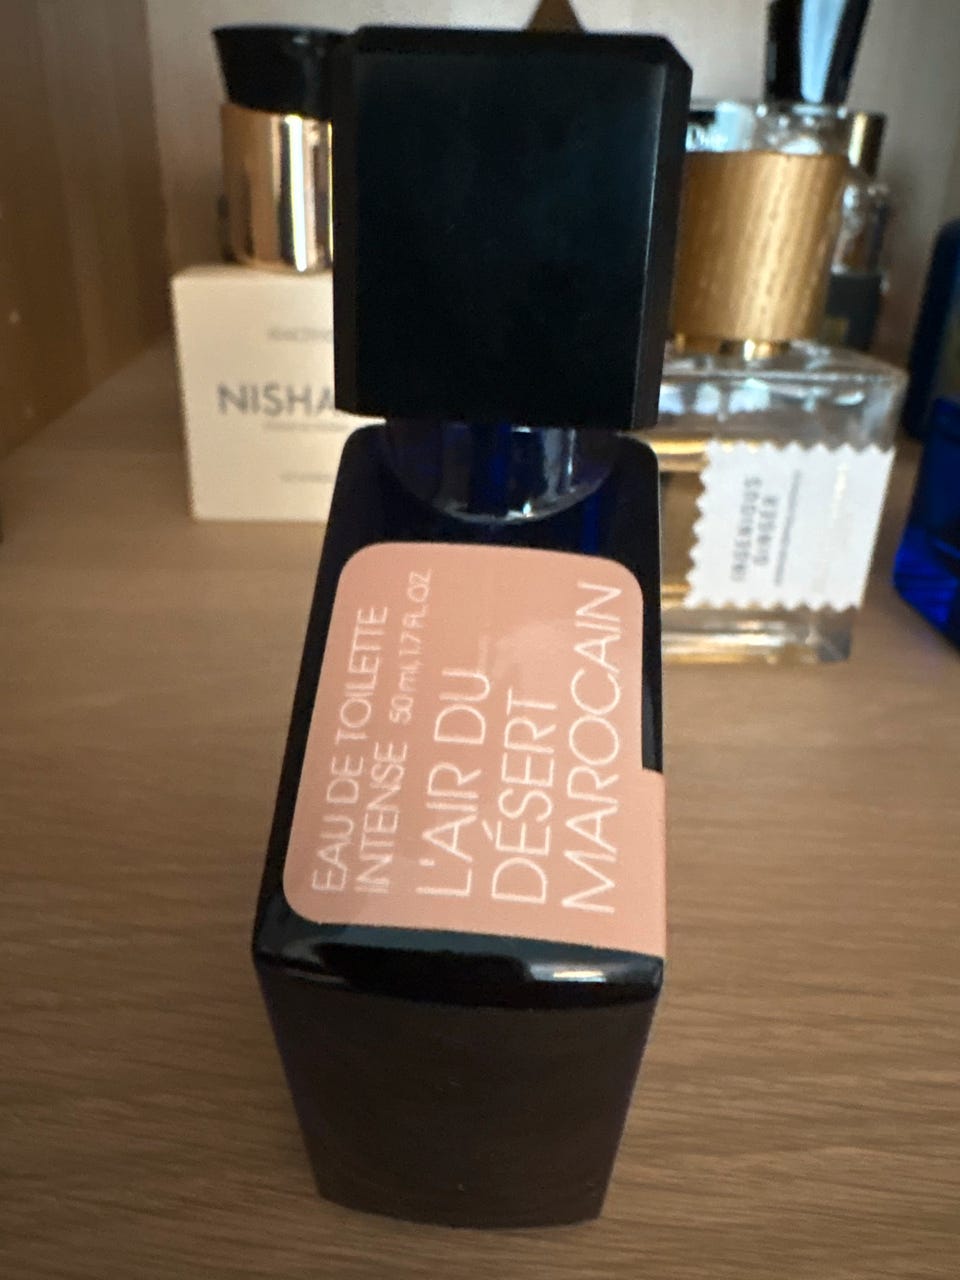 EAU DE TOILETTE
INTENSE 50 ml, 1.7 FL. OZ
L'AIR DU
DÉSERT
MAROCAIN
NISHA
INGENIOUS
GINGER